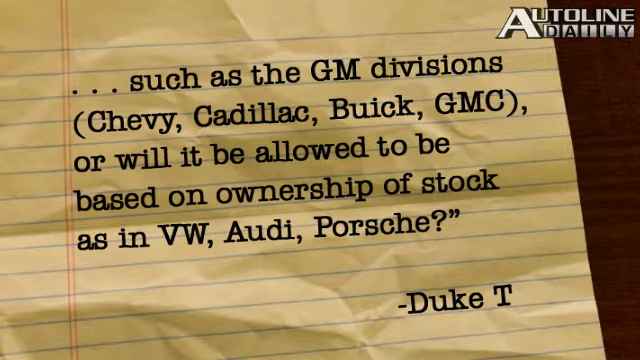 AUTOLINE
DAILY
. . . such as the GM divisions
(Chevy, Cadillac, Buick, GMC),
or will it be allowed to be
based on ownership of stock
as in VW, Audi, Porsche?”
-Duke T